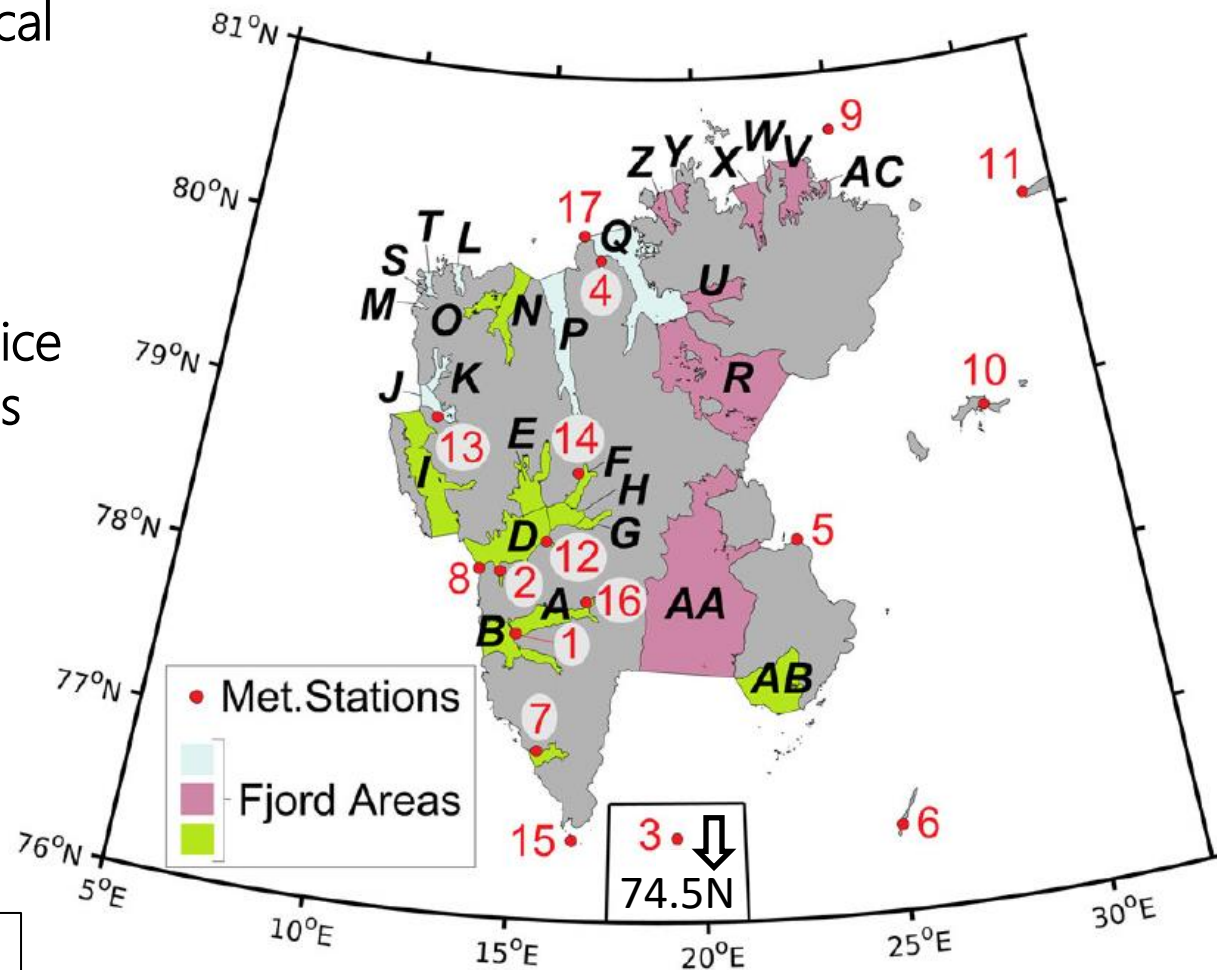 cal
81°N
9
Z Y X W V AC
11
80°N
17
Q
T L
S
4
M
O N P U
ice
79°N
s
J K
R
10
E 14
13
F
I
H
78°N
D G
5
12
8 2
A 16
AA
B 1
77°N
AB
Met.Stations
7
Fjord Areas
15 3
6
74.5N
76°N
5°E
10°E
15°E
20°E
25°E
30°E